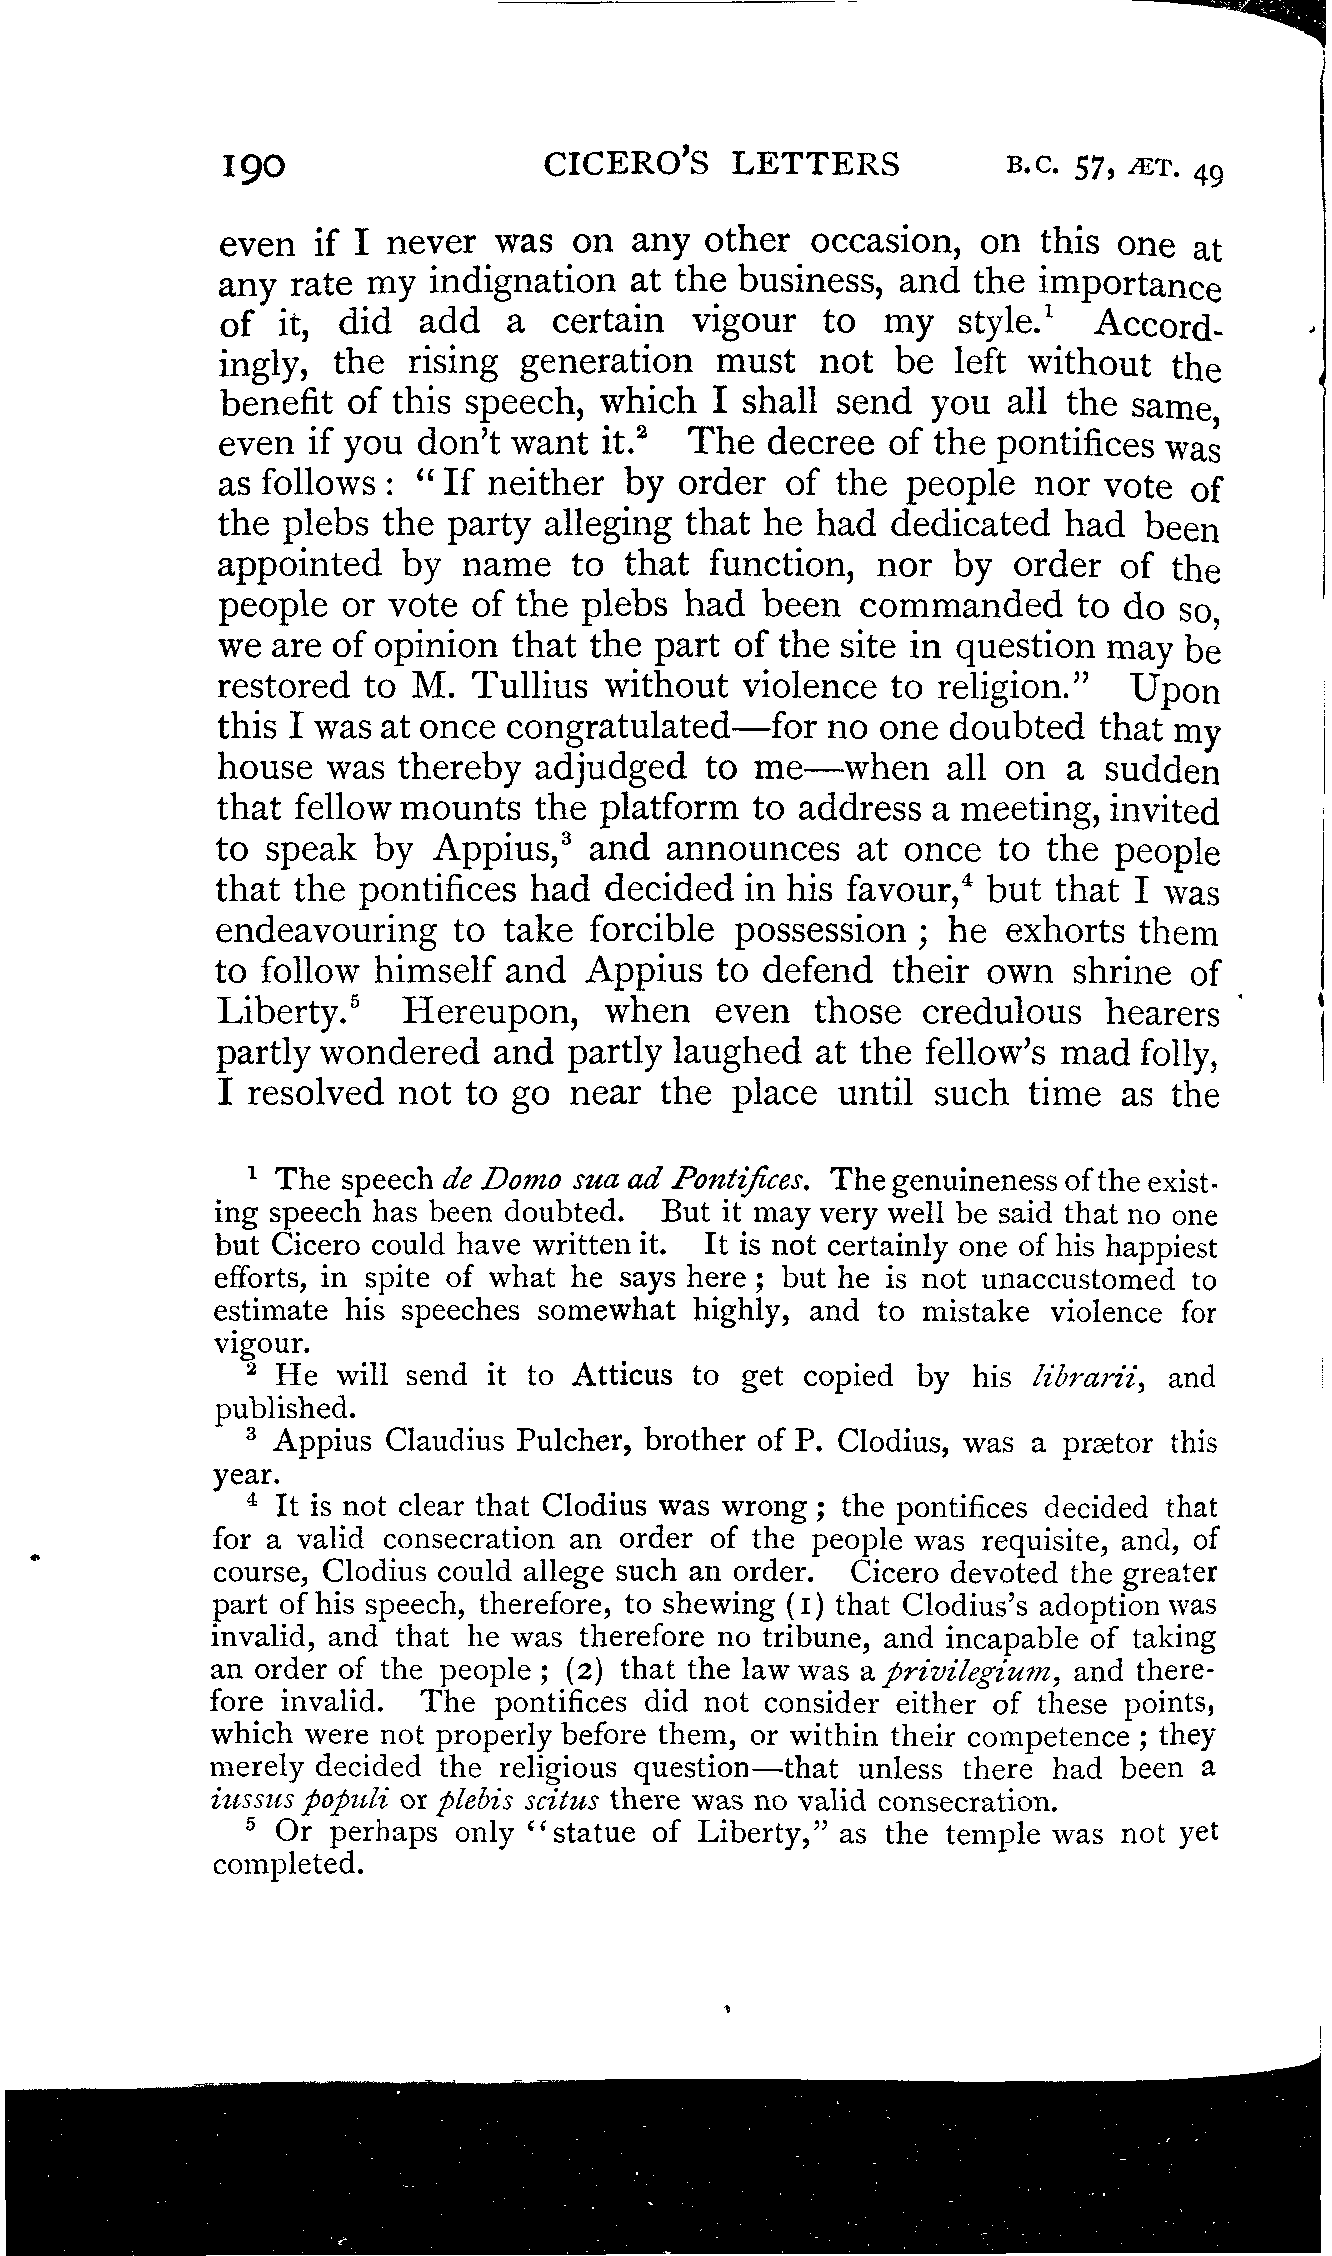 190 CICERO'S LETTERS B.C. 57, ÆT. 49
even if I never was on any other occasion, on this one at
any rate my indignation at the business, and the importance
of it, did add a certain vigour to my style.¹ Accord-
ingly, the rising generation must not be left without the
benefit of this speech, which I shall send you all the same,
even if you don't want it.² The decree of the pontifices was
as follows: "If neither by order of the people nor vote of
the plebs the party alleging that he had dedicated had been
appointed by name to that function, nor by order of the
people or vote of the plebs had been commanded to do so,
we are of opinion that the part of the site in question may be
restored to M. Tullius without violence to religion." Upon
this I was at once congratulated—for no one doubted that my
house was thereby adjudged to me—when all on a sudden
that fellow mounts the platform to address a meeting, invited
to speak by Appius,³ and announces at once to the people
that the pontifices had decided in his favour,⁴ but that I was
endeavouring to take forcible possession; he exhorts them
to follow himself and Appius to defend their own shrine of
Liberty.⁵ Hereupon, when even those credulous hearers
partly wondered and partly laughed at the fellow's mad folly,
I resolved not to go near the place until such time as the
¹ The speech de Domo sua ad Pontifices. The genuineness of the exist-
ing speech has been doubted. But it may very well be said that no one
but Cicero could have written it. It is not certainly one of his happiest
efforts, in spite of what he says here; but he is not unaccustomed to
estimate his speeches somewhat highly, and to mistake violence for
vigour.
² He will send it to Atticus to get copied by his librarii, and
published.
³ Appius Claudius Pulcher, brother of P. Clodius, was a prætor this
year.
⁴ It is not clear that Clodius was wrong; the pontifices decided that
for a valid consecration an order of the people was requisite, and, of
course, Clodius could allege such an order. Cicero devoted the greater
part of his speech, therefore, to shewing (1) that Clodius's adoption was
invalid, and that he was therefore no tribune, and incapable of taking
an order of the people; (2) that the law was a privilegium, and there-
fore invalid. The pontifices did not consider either of these points,
which were not properly before them, or within their competence; they
merely decided the religious question—that unless there had been a
iussus populi or plebis scitus there was no valid consecration.
⁵ Or perhaps only "statue of Liberty," as the temple was not yet
completed.